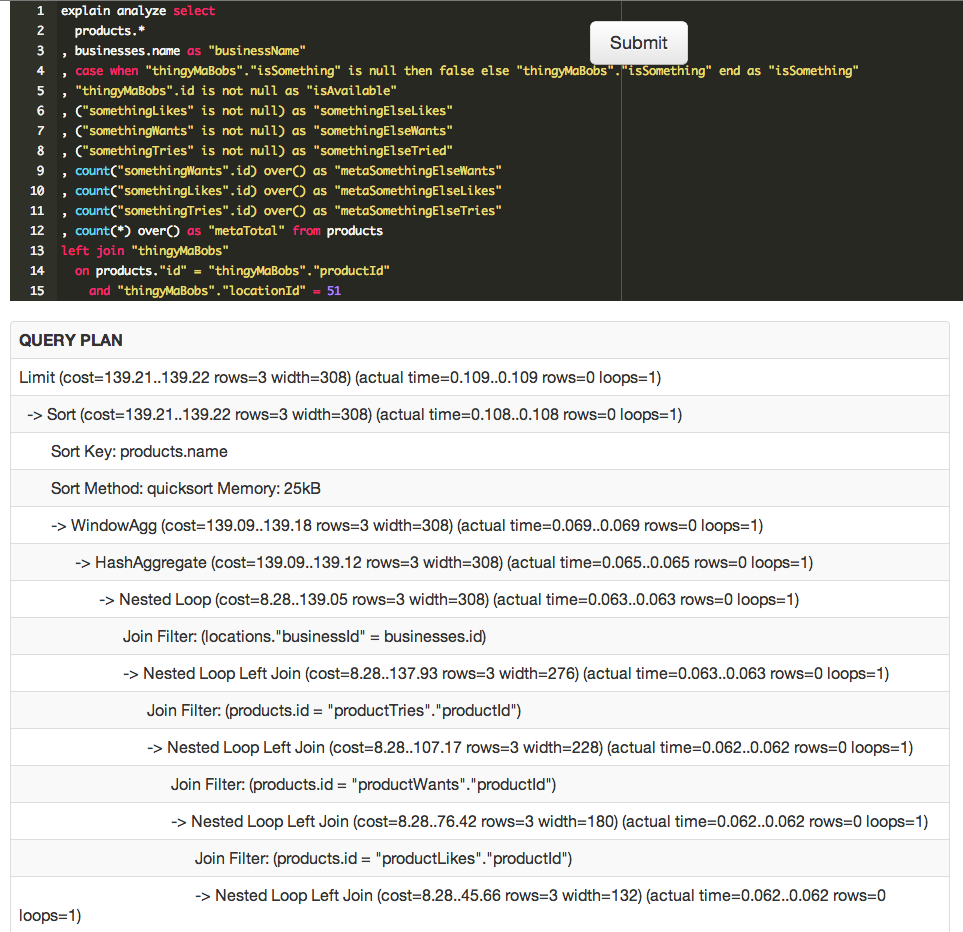 1 explain analyze select
2 products.*
3 , businesses.name as "businessName"
Submit
4 , case when "thingyMaBobs"."isSomething" is null then false else "thingyMaBobs"."isSomething" end as "isSomething"
5 , "thingyMaBobs".id is not null as "isAvailable"
6 , ("somethingLikes" is not null) as "somethingElseLikes"
7 , ("somethingWants" is not null) as "somethingElseWants"
8 , ("somethingTries" is not null) as "somethingElseTried"
9 , count("somethingWants".id) over() as "metaSomethingElseWants"
10 , count("somethingLikes".id) over() as "metaSomethingElseLikes"
11 , count("somethingTries".id) over() as "metaSomethingElseTries"
12 , count(*) over() as "metaTotal" from products
13 left join "thingyMaBobs"
14 on products."id" = "thingyMaBobs"."productId"
15 and "thingyMaBobs"."locationId" = 51
QUERY PLAN
Limit (cost=139.21..139.22 rows=3 width=308) (actual time=0.109..0.109 rows=0 loops=1)
-> Sort (cost=139.21..139.22 rows=3 width=308) (actual time=0.108..0.108 rows=0 loops=1)
Sort Key: products.name
Sort Method: quicksort Memory: 25kB
-> WindowAgg (cost=139.09..139.18 rows=3 width=308) (actual time=0.069..0.069 rows=0 loops=1)
-> HashAggregate (cost=139.09..139.12 rows=3 width=308) (actual time=0.065..0.065 rows=0 loops=1)
-> Nested Loop (cost=8.28..139.05 rows=3 width=308) (actual time=0.063..0.063 rows=0 loops=1)
Join Filter: (locations."businessId" = businesses.id)
-> Nested Loop Left Join (cost=8.28..137.93 rows=3 width=276) (actual time=0.063..0.063 rows=0 loops=1)
Join Filter: (products.id = "productTries"."productId")
-> Nested Loop Left Join (cost=8.28..107.17 rows=3 width=228) (actual time=0.062..0.062 rows=0 loops=1)
Join Filter: (products.id = "productWants"."productId")
-> Nested Loop Left Join (cost=8.28..76.42 rows=3 width=180) (actual time=0.062..0.062 rows=0 loops=1)
Join Filter: (products.id = "productLikes"."productId")
-> Nested Loop Left Join (cost=8.28..45.66 rows=3 width=132) (actual time=0.062..0.062 rows=0
loops=1)